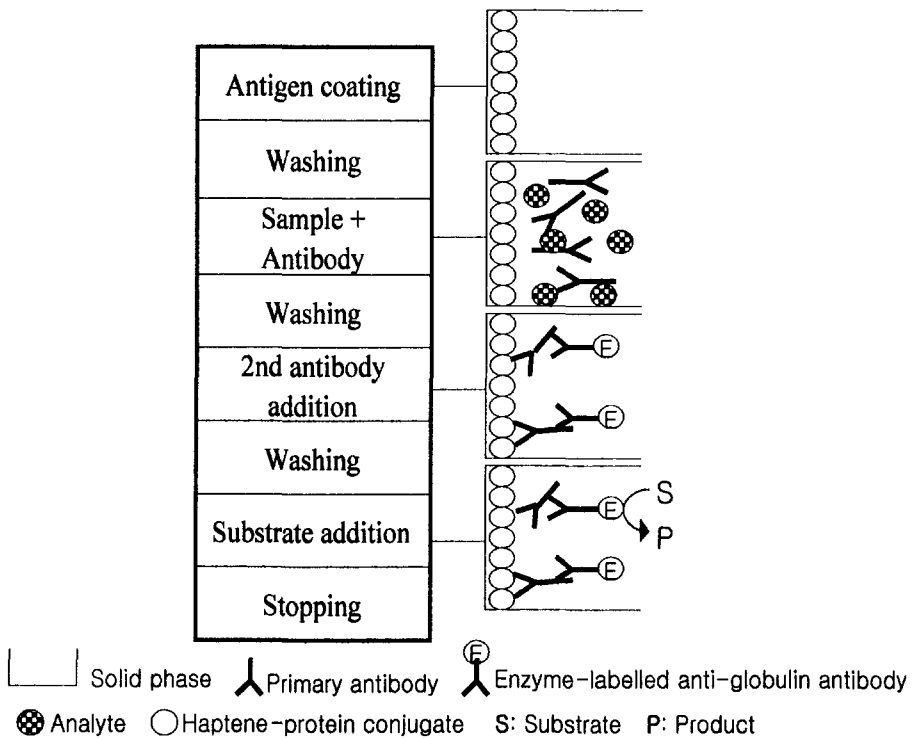 Antigen coating
Washing
Sample +
Antibody
Washing
2nd antibody
addition
Washing
Substrate addition
Stopping
E
E
E
S
P
E
E
Solid phase
Primary antibody
Enzyme-labelled anti-globulin antibody
Analyte
Haptene-protein conjugate
S: Substrate
P: Product